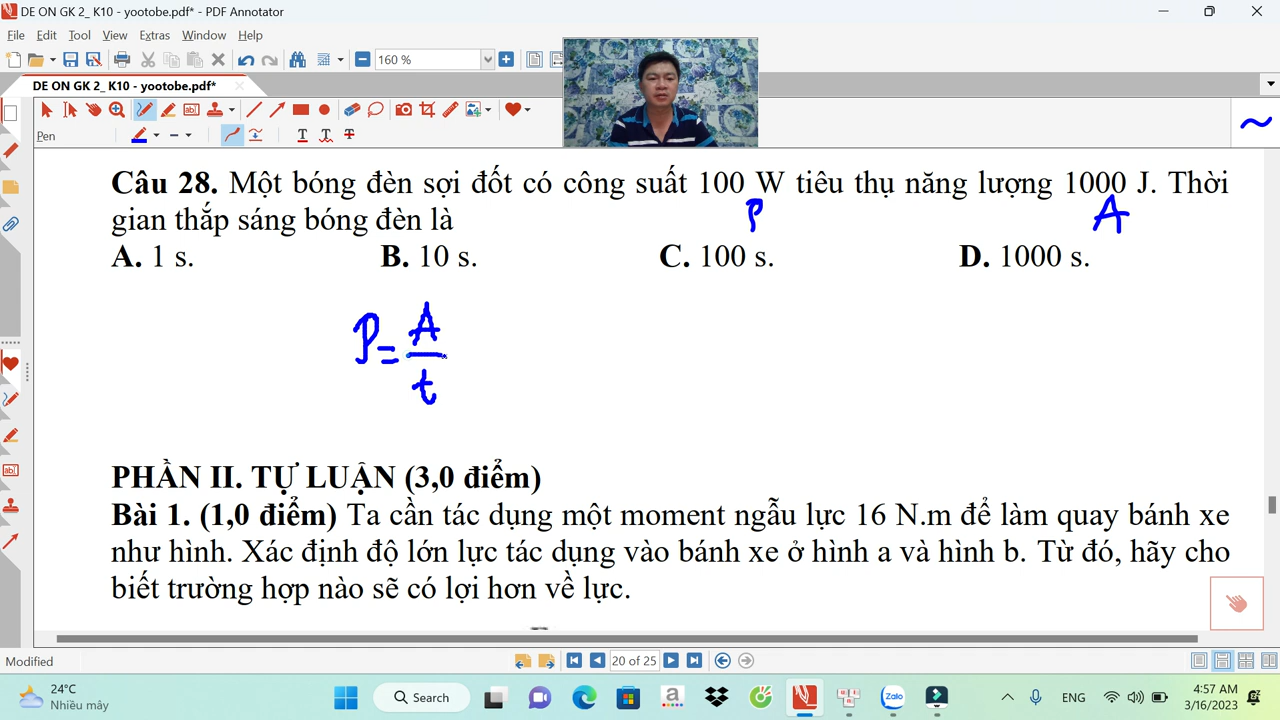 DE ON GK 2_ K10 - yootobe.pdf* - PDF Annotator
File Edit Tool View Extras Window Help
160 %
DE ON GK 2_ K10 - yootobe.pdf*
Pen
Câu 28. Một bóng đèn sợi đốt có công suất 100 W tiêu thụ năng lượng 1000 J. Thời
gian thắp sáng bóng đèn là
P A
A. 1 s. B. 10 s. C. 100 s. D. 1000 s.
P = A
t
PHẦN II. TỰ LUẬN (3,0 điểm)
Bài 1. (1,0 điểm) Ta cần tác dụng một moment ngẫu lực 16 N.m để làm quay bánh xe
như hình. Xác định độ lớn lực tác dụng vào bánh xe ở hình a và hình b. Từ đó, hãy cho
biết trường hợp nào sẽ có lợi hơn về lực.
20 of 25
Modified
24°C
Nhiều mây
Search
a
Zalo
ENG
4:57 AM
3/16/2023